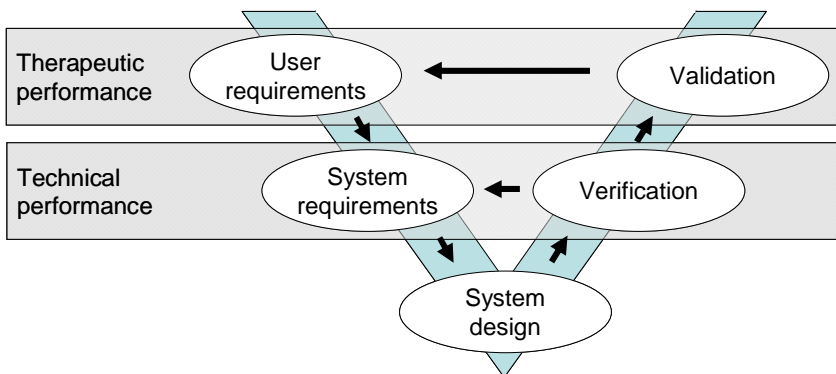 Therapeutic
performance
User
requirements
Validation
Technical
performance
System
requirements
Verification
System
design